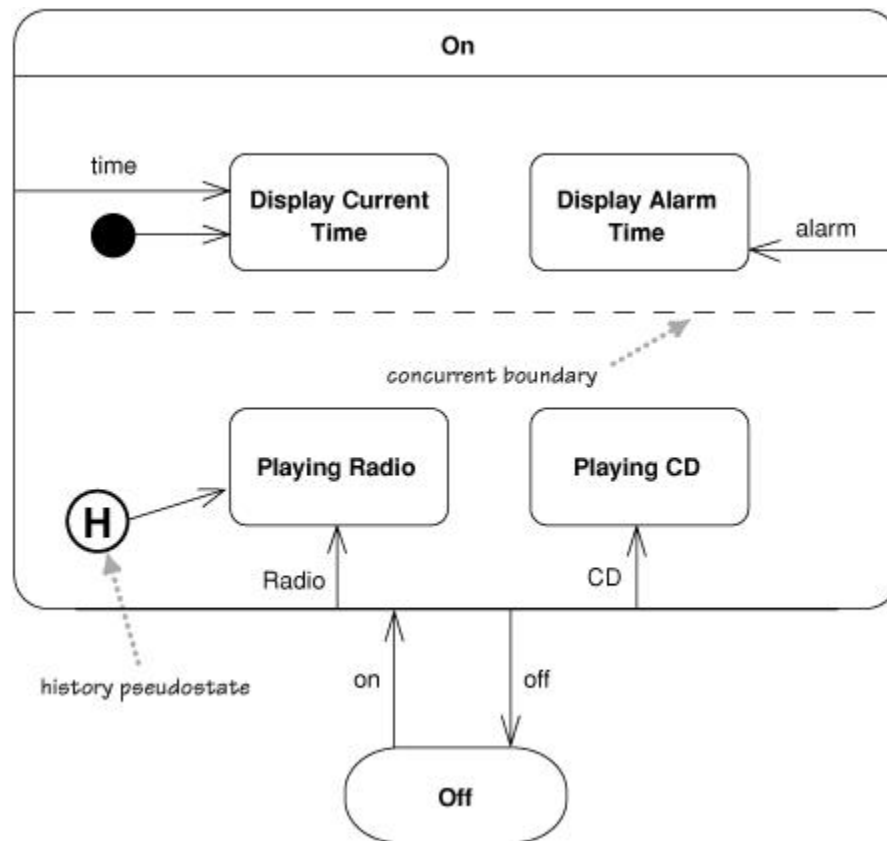 On
time
Display Current
Time
Display Alarm
Time
alarm
concurrent boundary
Playing Radio
Playing CD
H
Radio
CD
history pseudostate
on
off
Off